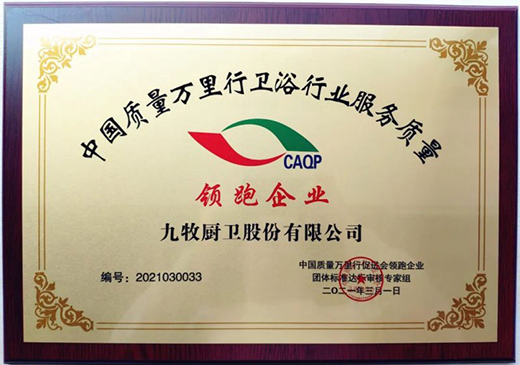 中国质量万里行卫浴行业服务质量
CAQP
领跑企业
九牧厨卫股份有限公司
编号：2021030033
中国质量万里行促进会领跑企业
团体标准达标审核专家组
二〇二一年三月一日